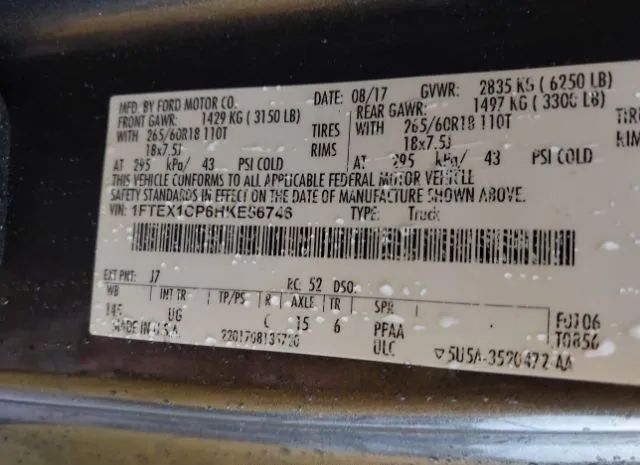 MFD. BY FORD MOTOR CO. DATE: 08/17 GVWR: 2835 KG (6250 LB)
FRONT GAWR: 1429 KG (3150 LB) REAR GAWR: 1497 KG (3300 LB)
WITH 265/60R18 110T TIRES WITH 265/60R18 110T
18x7.5J RIMS 18x7.5J RIM
AT 295 kPa/ 43 PSI COLD AT 295 kPa/ 43 PSI COLD
THIS VEHICLE CONFORMS TO ALL APPLICABLE FEDERAL MOTOR VEHICLE
SAFETY STANDARDS IN EFFECT ON THE DATE OF MANUFACTURE SHOWN ABOVE.
VIN: 1FTEX1CP6HKE56746 TYPE: Truck
EXT PNT: J7 RC: 52 DSO:
WB INT TR TP/PS R AXLE TR SPR
145 UG C 15 6 PFAA F0106
MADE IN U.S.A. ULC T0856
▽5U5A-3520472-AA